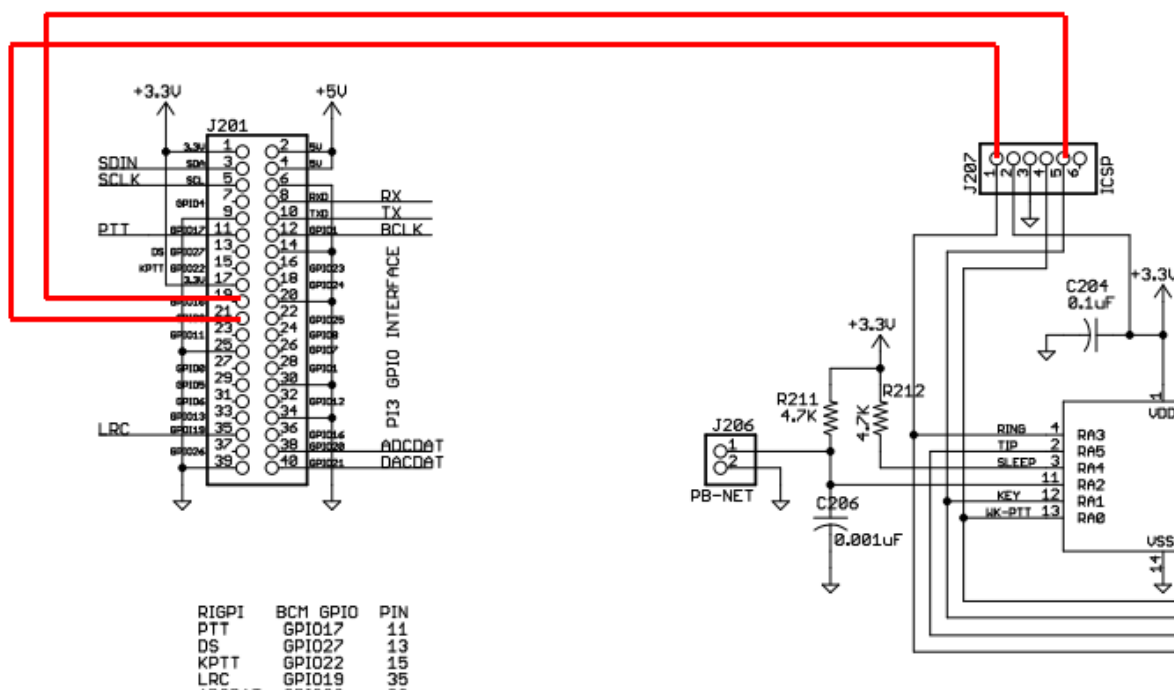 +3.3V
+5V
J201
3.3V 1 2 5V
SDIN SDA 3 4 5V
SCLK SCL 5 6
GPIO4 7 8 RXD RX
9 10 TXD TX
PTT GPIO17 11 12 GPIO1 BCLK
DS GPIO27 13 14
KPTT GPIO22 15 16 GPIO23
3.3V 17 18 GPIO24
19 20
21 22 GPIO25
GPIO11 23 24 GPIO8
25 26 GPIO7
GPIO0 27 28 GPIO1
GPIO5 29 30
GPIO6 31 32 GPIO12
GPIO13 33 34
LRC GPIO19 35 36 GPIO16
GPIO26 37 38 GPIO20 ADCDAT
39 40 GPIO21 DACDAT
PI3 GPIO INTERFACE
J207
1 2 3 4 5 6
ICSP
C204
0.1uF
+3.3V
+3.3V
R211
4.7K
R212
4.7K
J206
1
2
PB-NET
C206
0.001uF
1
VDD
RING 4 RA3
TIP 2 RA5
SLEEP 3 RA4
11 RA2
KEY 12 RA1
WK-PTT 13 RA0
VSS
14
RIGPI BCM GPIO PIN
PTT GPIO17 11
DS GPIO27 13
KPTT GPIO22 15
LRC GPIO19 35